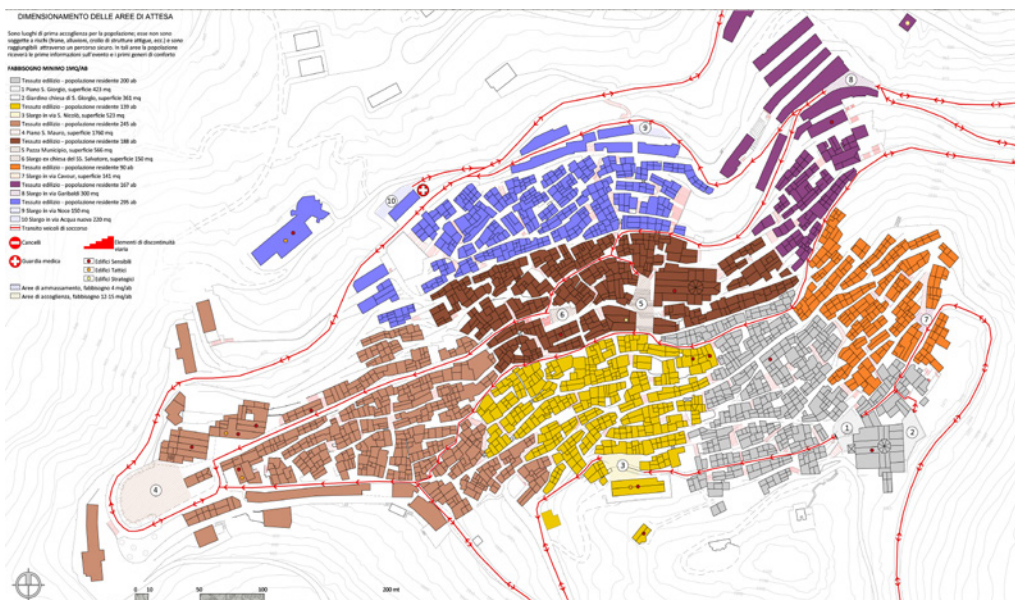 DIMENSIONAMENTO DELLE AREE DI ATTESA
Sono luoghi di prima accoglienza per la popolazione; esse non sono
soggette a rischi (frane, alluvioni, crollo di strutture attigue, ecc.) e sono
raggiungibili attraverso un percorso sicuro. In tali aree la popolazione
riceverà le prime informazioni sull'evento e i primi generi di conforto
FABBISOGNO MINIMO 1MQ/AB
Tessuto edilizio - popolazione residente 200 ab
1 Piano S. Giorgio, superficie 423 mq
2 Giardino chiesa di S. Giorgio, superficie 361 mq
Tessuto edilizio - popolazione residente 139 ab
3 Slargo in via S. Nicolò, superficie 523 mq
Tessuto edilizio - popolazione residente 245 ab
4 Piano S. Mauro, superficie 1760 mq
Tessuto edilizio - popolazione residente 188 ab
5 Pazza Municipio, superficie 566 mq
6 Slargo ex chiesa del SS. Salvatore, superficie 150 mq
Tessuto edilizio - popolazione residente 90 ab
7 Slargo in via Cavour, superficie 141 mq
Tessuto edilizio - popolazione residente 167 ab
8 Slargo in via Garibaldi 300 mq
Tessuto edilizio - popolazione residente 295 ab
9 Slargo in via Noce 150 mq
10 Slargo in via Acqua nuova 220 mq
Transito veicoli di soccorso
Cancelli
Elementi di discontinuità
viaria
Guardia medica
Edifici Sensibili
Edifici Tattici
Edifici Strategici
Aree di ammassamento, fabbisogno 4 mq/ab
Aree di accoglienza, fabbisogno 12-15 mq/ab
8
9
10
7
5
6
1
2
3
4
0 10 50 100 200 mt